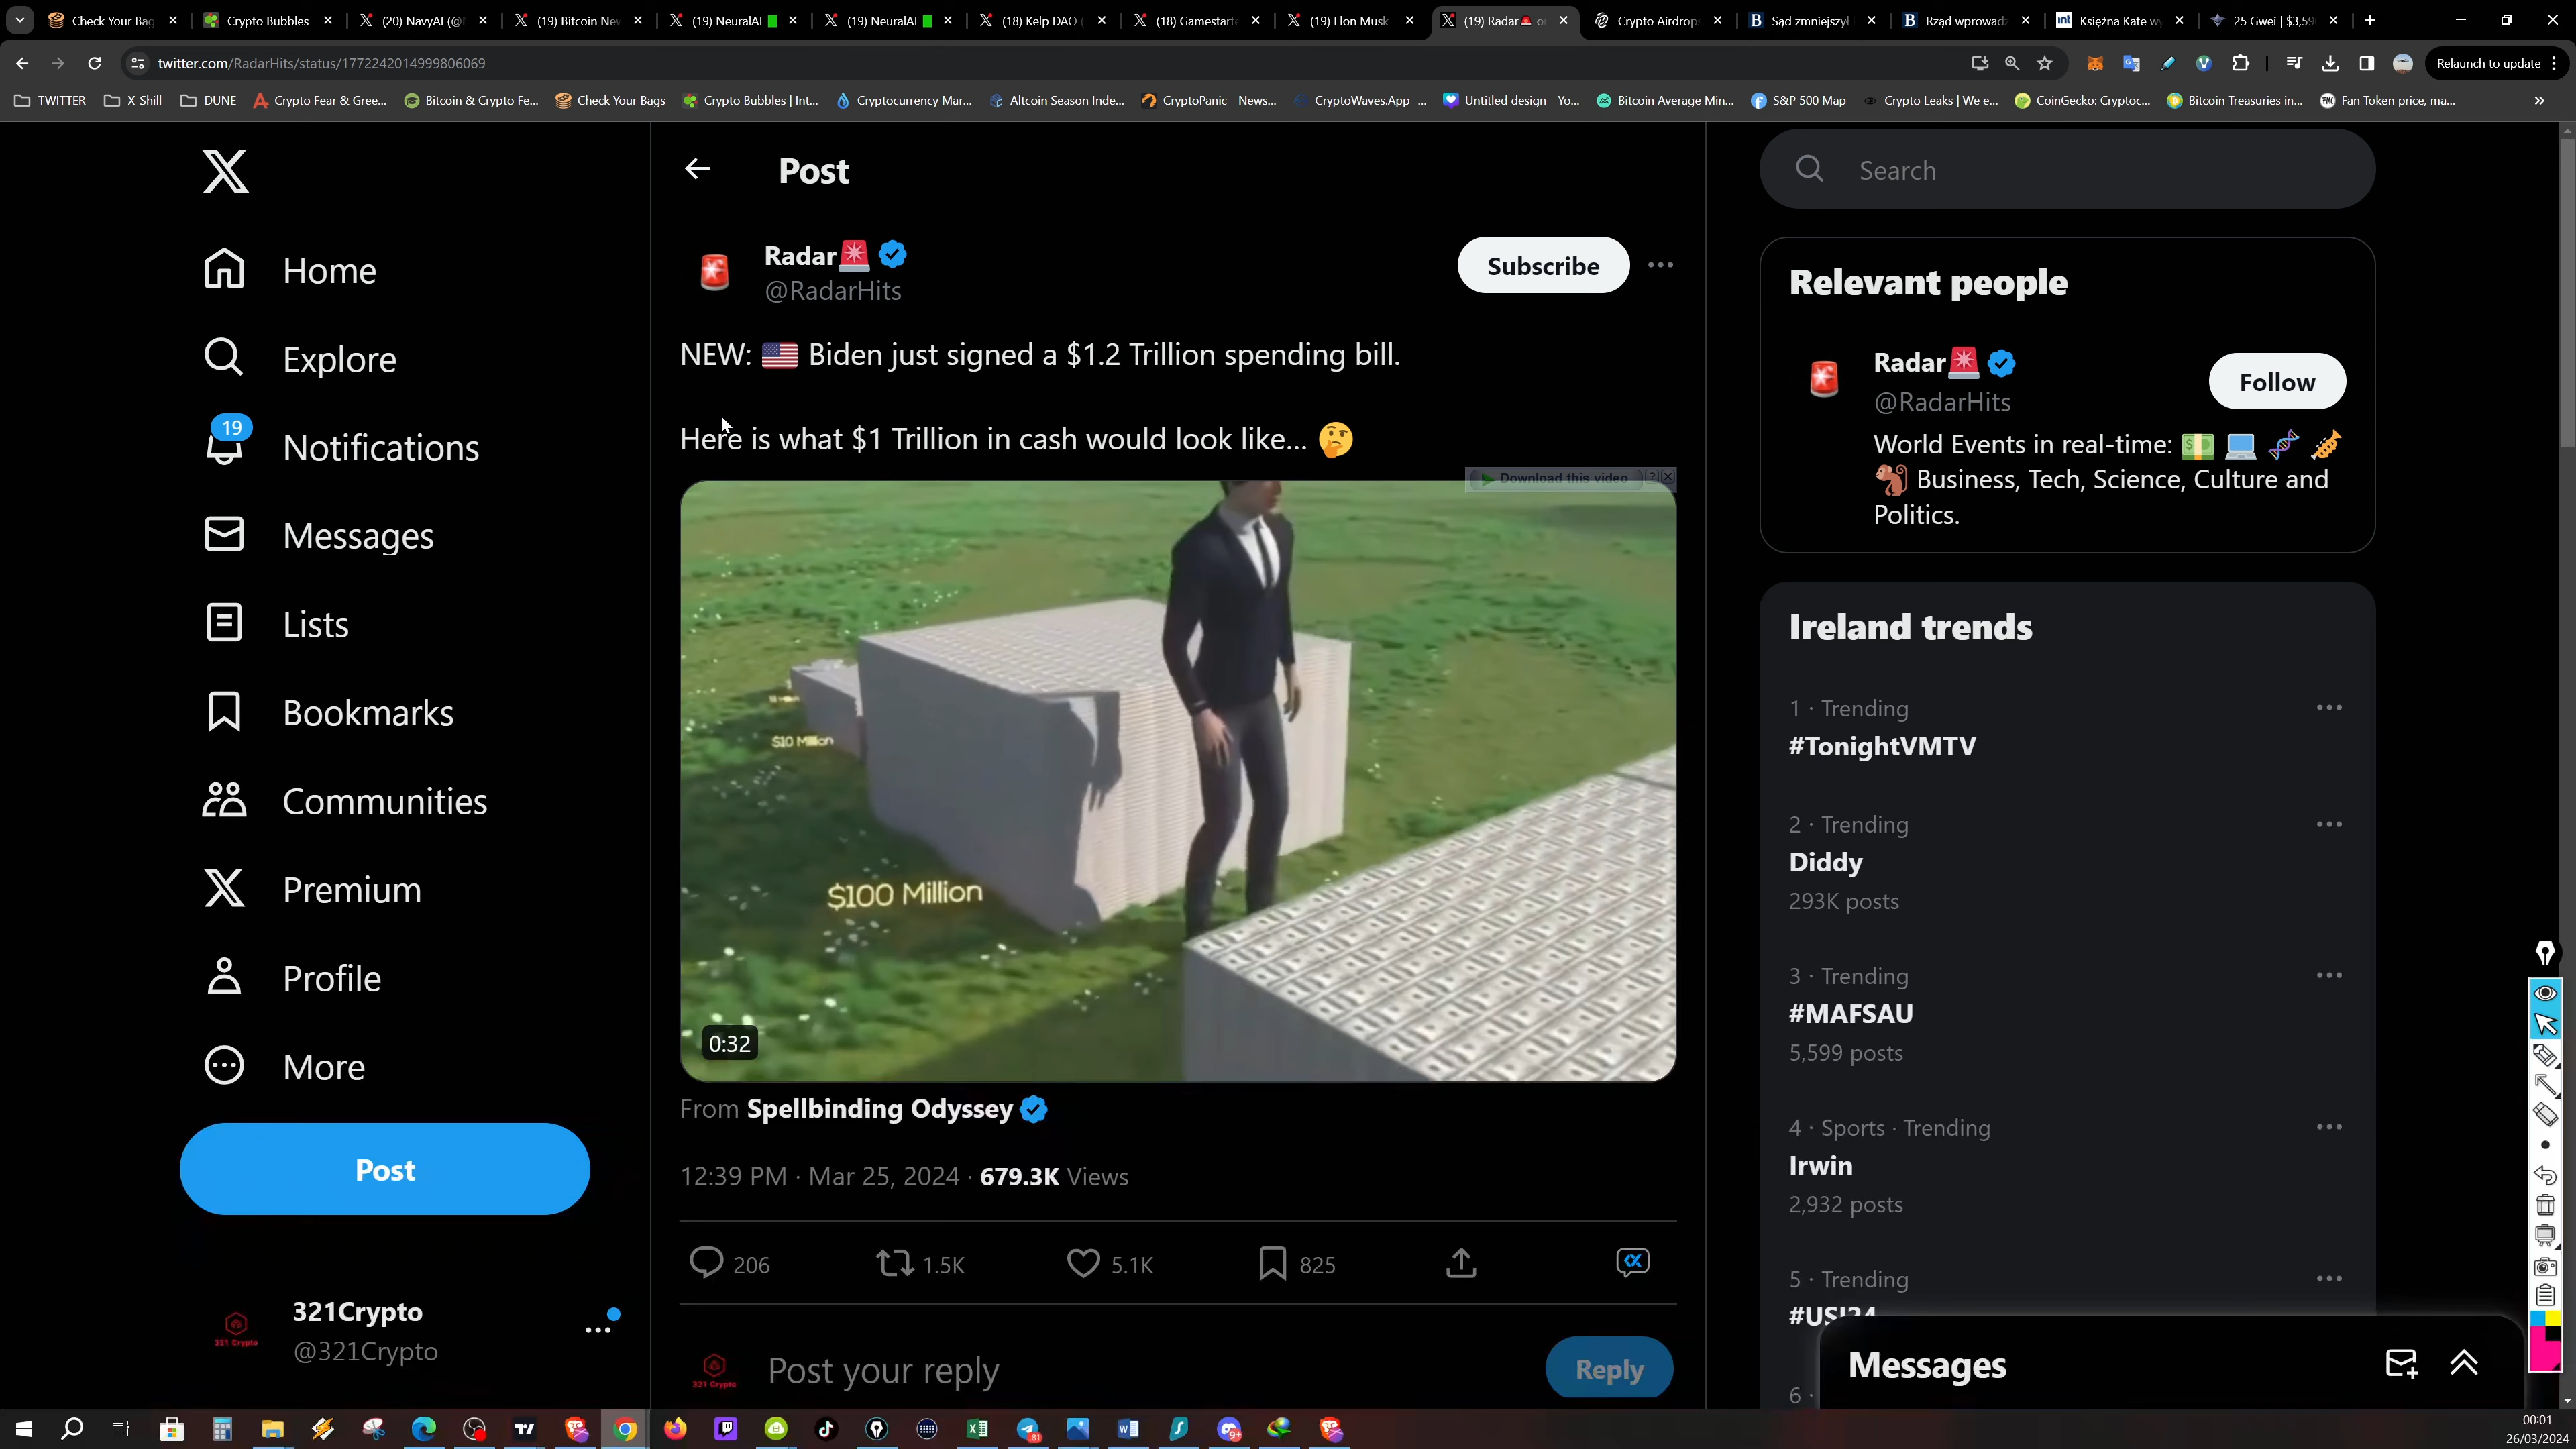 Check Your Bag
Crypto Bubbles
(20) NavyAI (@
(19) Bitcoin Nev
(19) NeuralAI
(19) NeuralAI
(18) Kelp DAO (
(18) Gamestarte
(19) Elon Musk
(19) Radar🚨 o
Crypto Airdrop
Sąd zmniejszył
Rząd wprowadz
Księżna Kate w
25 Gwei | $3,59
twitter.com/RadarHits/status/1772242014999806069
Relaunch to update
TWITTER
X-Shill
DUNE
Crypto Fear & Gree...
Bitcoin & Crypto Fe...
Check Your Bags
Crypto Bubbles | Int...
Cryptocurrency Mar...
Altcoin Season Inde...
CryptoPanic - News...
CryptoWaves.App -...
Untitled design - Yo...
Bitcoin Average Min...
S&P 500 Map
Crypto Leaks | We e...
CoinGecko: Cryptoc...
Bitcoin Treasuries in...
Fan Token price, ma...
Home
Explore
19
Notifications
Messages
Lists
Bookmarks
Communities
Premium
Profile
More
Post
321Crypto
@321Crypto
Post
Radar🚨
@RadarHits
Subscribe
NEW: 🇺🇸 Biden just signed a $1.2 Trillion spending bill.
Here is what $1 Trillion in cash would look like... 🤔
Download this video
$10 Million
$100 Million
0:32
From Spellbinding Odyssey
12:39 PM · Mar 25, 2024 · 679.3K Views
206
1.5K
5.1K
825
321 Crypto
Post your reply
Reply
Search
Relevant people
Radar🚨
@RadarHits
Follow
World Events in real-time: 💵 💻 🧬 🎺
🐒 Business, Tech, Science, Culture and
Politics.
Ireland trends
1 · Trending
#TonightVMTV
2 · Trending
Diddy
293K posts
3 · Trending
#MAFSAU
5,599 posts
4 · Sports · Trending
Irwin
2,932 posts
5 · Trending
#USI24
6 ·
Messages
00:01
26/03/2024